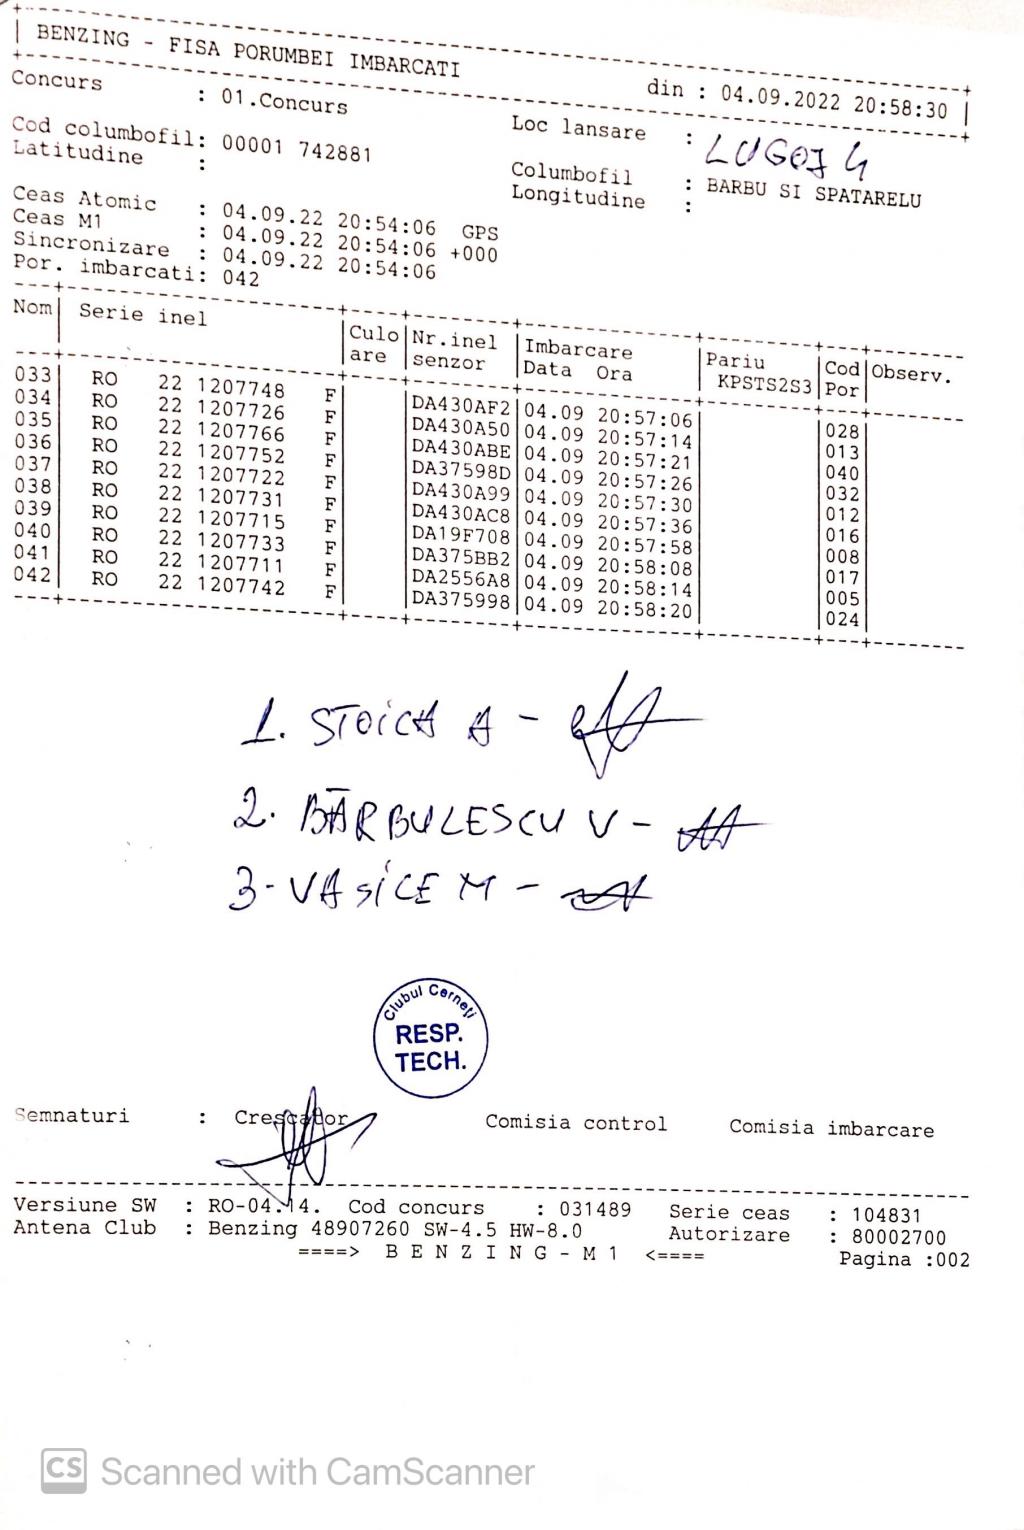 BENZING - FISA PORUMBEI IMBARCATI din : 04.09.2022 20:58:30
Concurs : 01.Concurs Loc lansare : LUGOJ 4
Cod columbofil: 00001 742881 Columbofil : BARBU SI SPATARELU
Latitudine : Longitudine :
Ceas Atomic : 04.09.22 20:54:06 GPS
Ceas M1 : 04.09.22 20:54:06 +000
Sincronizare : 04.09.22 20:54:06
Por. imbarcati: 042
Nom| Serie inel |Culo|Nr.inel |Imbarcare |Pariu |Cod|Observ.
| |are |senzor |Data Ora | KPSTS2S3|Por|
033| RO 22 1207748 F| |DA430AF2|04.09 20:57:06| |028|
034| RO 22 1207726 F| |DA430A50|04.09 20:57:14| |013|
035| RO 22 1207766 F| |DA430ABE|04.09 20:57:21| |040|
036| RO 22 1207752 F| |DA37598D|04.09 20:57:26| |032|
037| RO 22 1207722 F| |DA430A99|04.09 20:57:30| |012|
038| RO 22 1207731 F| |DA430AC8|04.09 20:57:36| |016|
039| RO 22 1207715 F| |DA19F708|04.09 20:57:58| |008|
040| RO 22 1207733 F| |DA375BB2|04.09 20:58:08| |017|
041| RO 22 1207711 F| |DA2556A8|04.09 20:58:14| |005|
042| RO 22 1207742 F| |DA375998|04.09 20:58:20| |024|
1. STOICA A -
2. BĂRBULESCU V -
3- VASILE M -
Clubul Cerneți
RESP.
TECH.
Semnaturi : Crescator Comisia control Comisia imbarcare
Versiune SW : RO-04.14. Cod concurs : 031489 Serie ceas : 104831
Antena Club : Benzing 48907260 SW-4.5 HW-8.0 Autorizare : 80002700
====> B E N Z I N G - M 1 <==== Pagina :002
CS Scanned with CamScanner